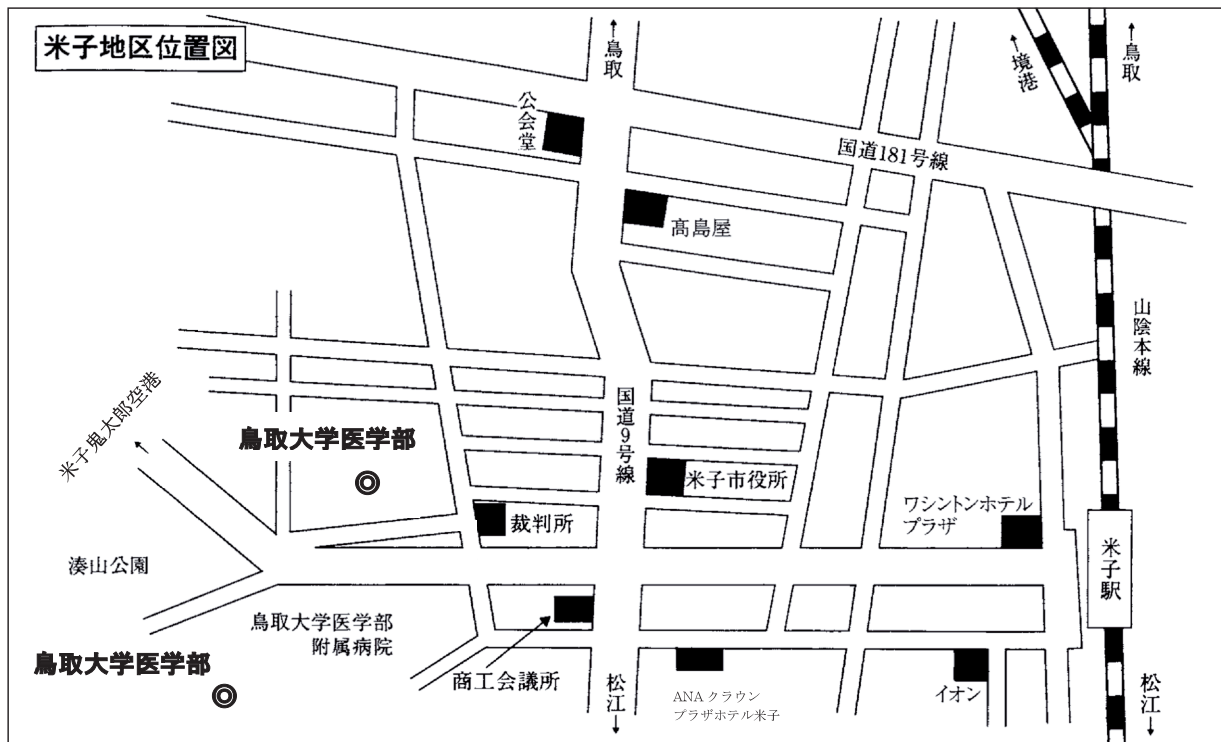 米子地区位置図
←鳥取
←境港
←鳥取
公会堂
国道181号線
髙島屋
山陰本線
米子鬼太郎空港
←
鳥取大学医学部
国道9号線
米子市役所
裁判所
ワシントンホテル
プラザ
湊山公園
米子駅
鳥取大学医学部
附属病院
鳥取大学医学部
商工会議所
松江→
ANAクラウン
プラザホテル米子
イオン
松江→